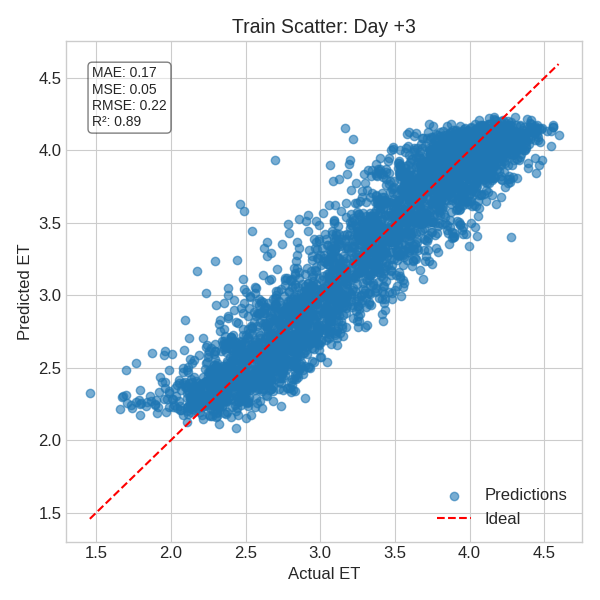 Train Scatter: Day +3
MAE: 0.17
MSE: 0.05
RMSE: 0.22
R²: 0.89
4.5
4.0
3.5
3.0
2.5
2.0
1.5
Predicted ET
Predictions
Ideal
1.5 2.0 2.5 3.0 3.5 4.0 4.5
Actual ET